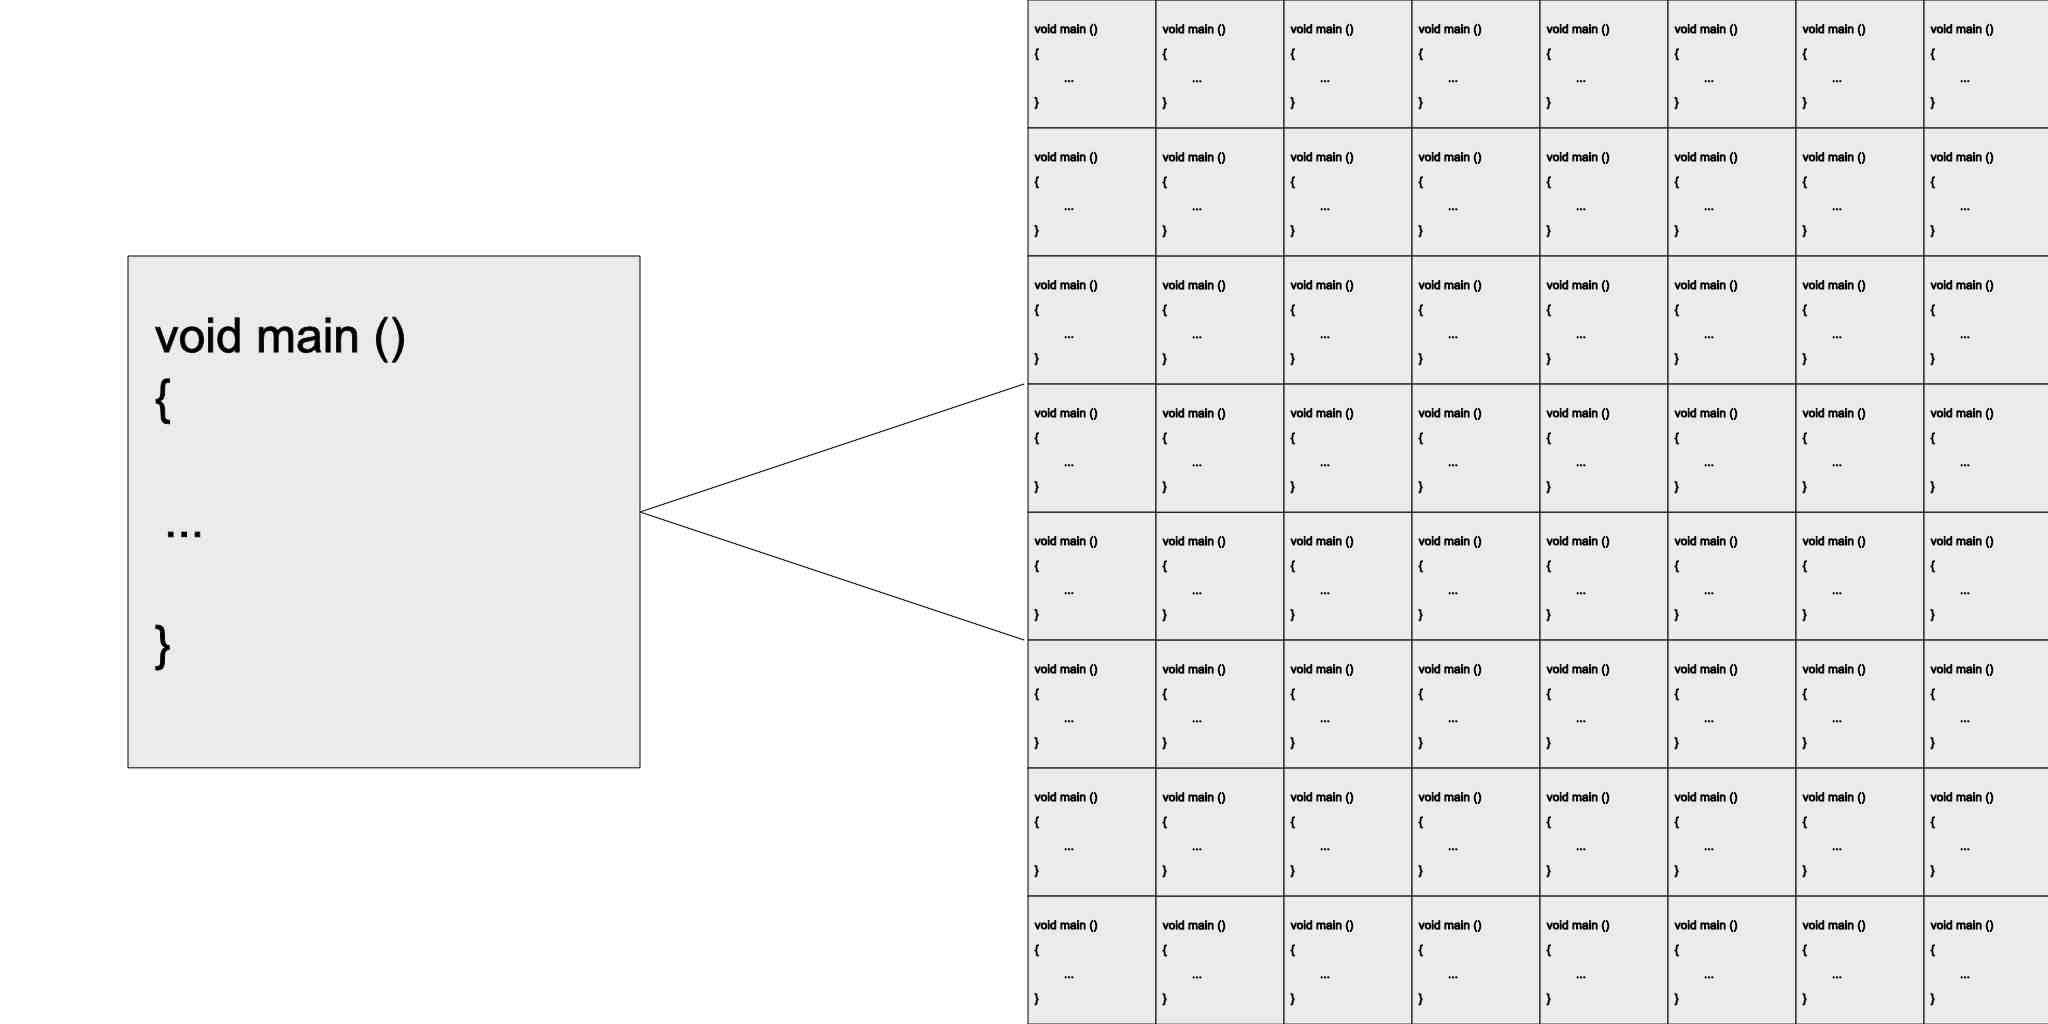 void main ()
{
...
}
void main () void main () void main () void main () void main () void main () void main () void main ()
{ { { { { { { {
... ... ... ... ... ... ... ...
} } } } } } } }
void main () void main () void main () void main () void main () void main () void main () void main ()
{ { { { { { { {
... ... ... ... ... ... ... ...
} } } } } } } }
void main () void main () void main () void main () void main () void main () void main () void main ()
{ { { { { { { {
... ... ... ... ... ... ... ...
} } } } } } } }
void main () void main () void main () void main () void main () void main () void main () void main ()
{ { { { { { { {
... ... ... ... ... ... ... ...
} } } } } } } }
void main () void main () void main () void main () void main () void main () void main () void main ()
{ { { { { { { {
... ... ... ... ... ... ... ...
} } } } } } } }
void main () void main () void main () void main () void main () void main () void main () void main ()
{ { { { { { { {
... ... ... ... ... ... ... ...
} } } } } } } }
void main () void main () void main () void main () void main () void main () void main () void main ()
{ { { { { { { {
... ... ... ... ... ... ... ...
} } } } } } } }
void main () void main () void main () void main () void main () void main () void main () void main ()
{ { { { { { { {
... ... ... ... ... ... ... ...
} } } } } } } }